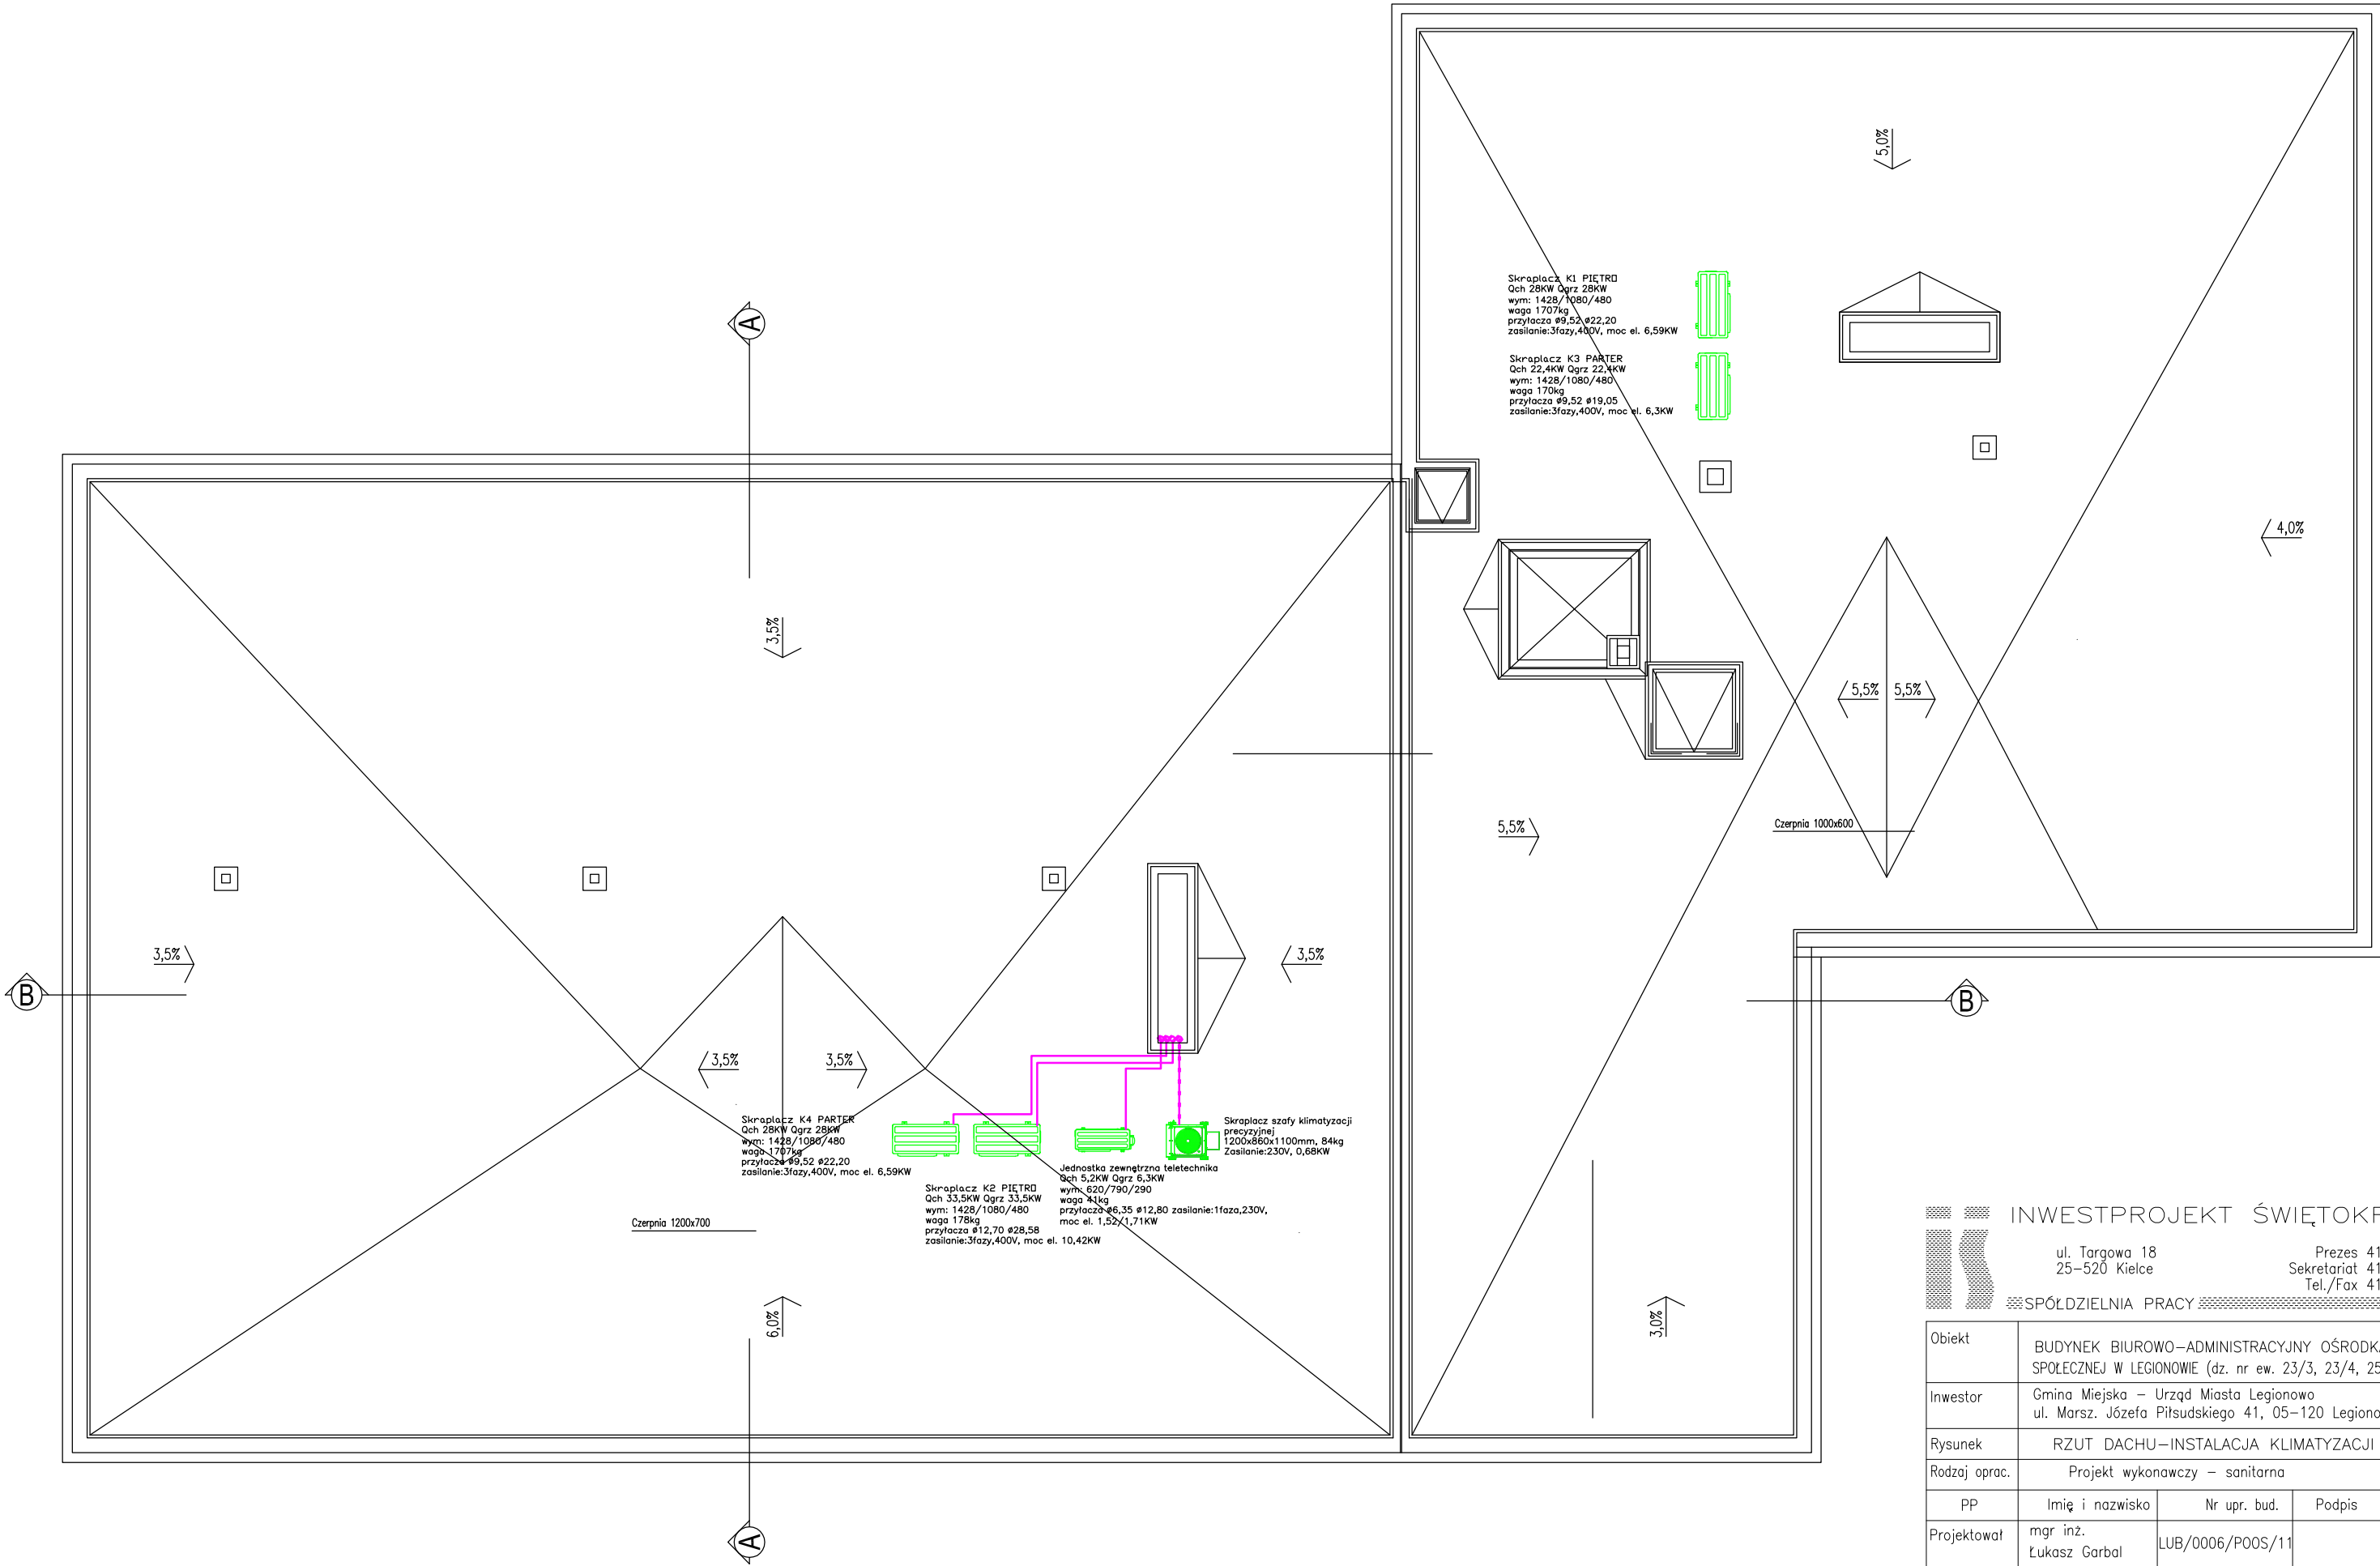 5,0%
A
Skraplacz K1 PIĘTRO
Qch 28KW Qgrz 28KW
wym: 1428/1080/480
waga 1707kg
przyłacza ø9,52 ø22,20
zasilanie:3fazy,400V, moc el. 6,59KW
Skraplacz K3 PARTER
Qch 22,4KW Qgrz 22,4KW
wym: 1428/1080/480
waga 170kg
przyłacza ø9,52 ø19,05
zasilanie:3fazy,400V, moc el. 6,3KW
4,0%
3,5%
5,5%
5,5%
5,5%
Czerpnia 1000x600
3,5%
3,5%
B
B
3,5%
3,5%
Skraplacz K4 PARTER
Qch 28KW Qgrz 28KW
wym: 1428/1080/480
waga 1707kg
przyłacza ø9,52 ø22,20
zasilanie:3fazy,400V, moc el. 6,59KW
Skraplacz szafy klimatyzacji
precyzyjnej
1200x860x1100mm, 84kg
Zasilanie:230V, 0,68KW
Jednostka zewnętrzna teletechnika
Qch 5,2KW Qgrz 6,3KW
wym: 620/790/290
waga 41kg
przyłacza ø6,35 ø12,80 zasilanie:1faza,230V,
moc el. 1,52/1,71KW
Skraplacz K2 PIĘTRO
Qch 33,5KW Qgrz 33,5KW
wym: 1428/1080/480
waga 178kg
przyłacza ø12,70 ø28,58
zasilanie:3fazy,400V, moc el. 10,42KW
Czerpnia 1200x700
6,0%
3,0%
A
INWESTPROJEKT ŚWIĘTOKR
ul. Targowa 18
25-520 Kielce
Prezes 41
Sekretariat 41
Tel./Fax 41
SPÓŁDZIELNIA PRACY
Obiekt
BUDYNEK BIUROWO-ADMINISTRACYJNY OŚRODKA
SPOŁECZNEJ W LEGIONOWIE (dz. nr ew. 23/3, 23/4, 25
Inwestor
Gmina Miejska - Urząd Miasta Legionowo
ul. Marsz. Józefa Piłsudskiego 41, 05-120 Legiono
Rysunek
RZUT DACHU-INSTALACJA KLIMATYZACJI
Rodzaj oprac.
Projekt wykonawczy - sanitarna
PP
Imię i nazwisko
Nr upr. bud.
Podpis
Projektował
mgr inż.
Łukasz Garbal
LUB/0006/POOS/11